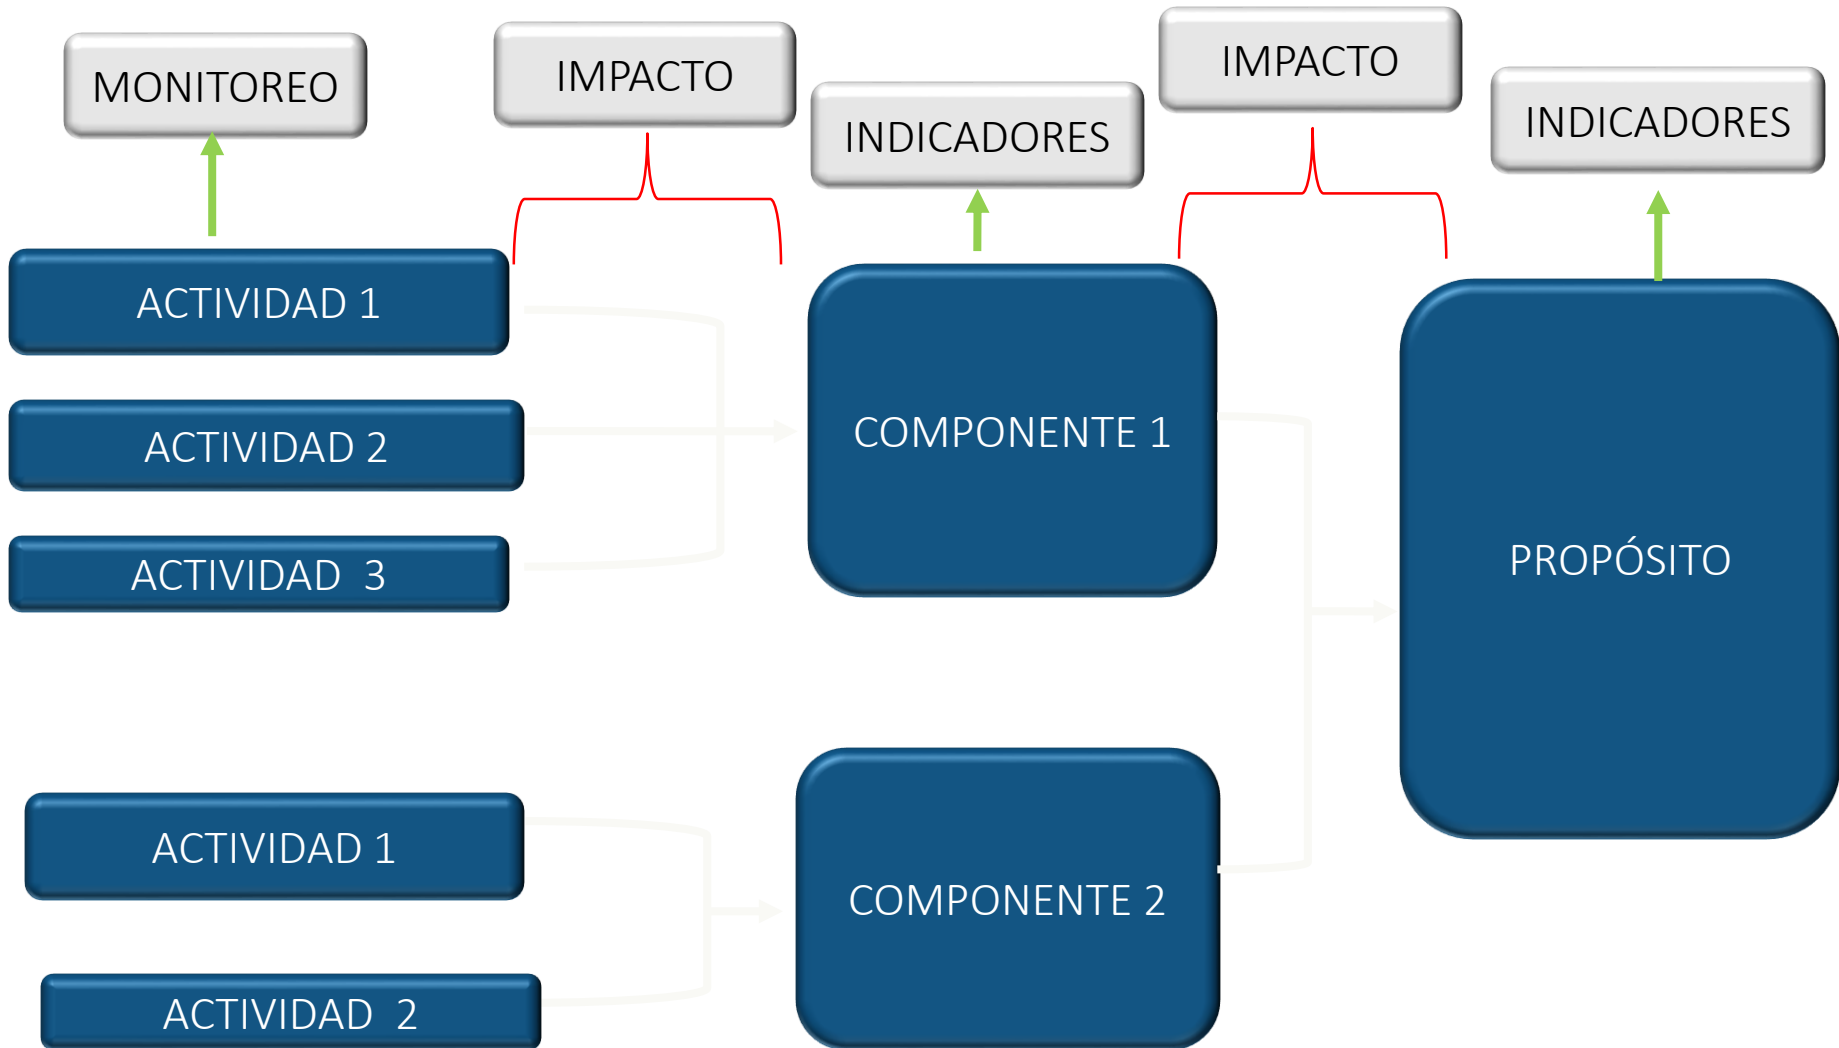 MONITOREO
IMPACTO
INDICADORES
IMPACTO
INDICADORES
ACTIVIDAD 1
ACTIVIDAD 2
ACTIVIDAD  3
COMPONENTE 1
PROPÓSITO
ACTIVIDAD 1
ACTIVIDAD  2
COMPONENTE 2